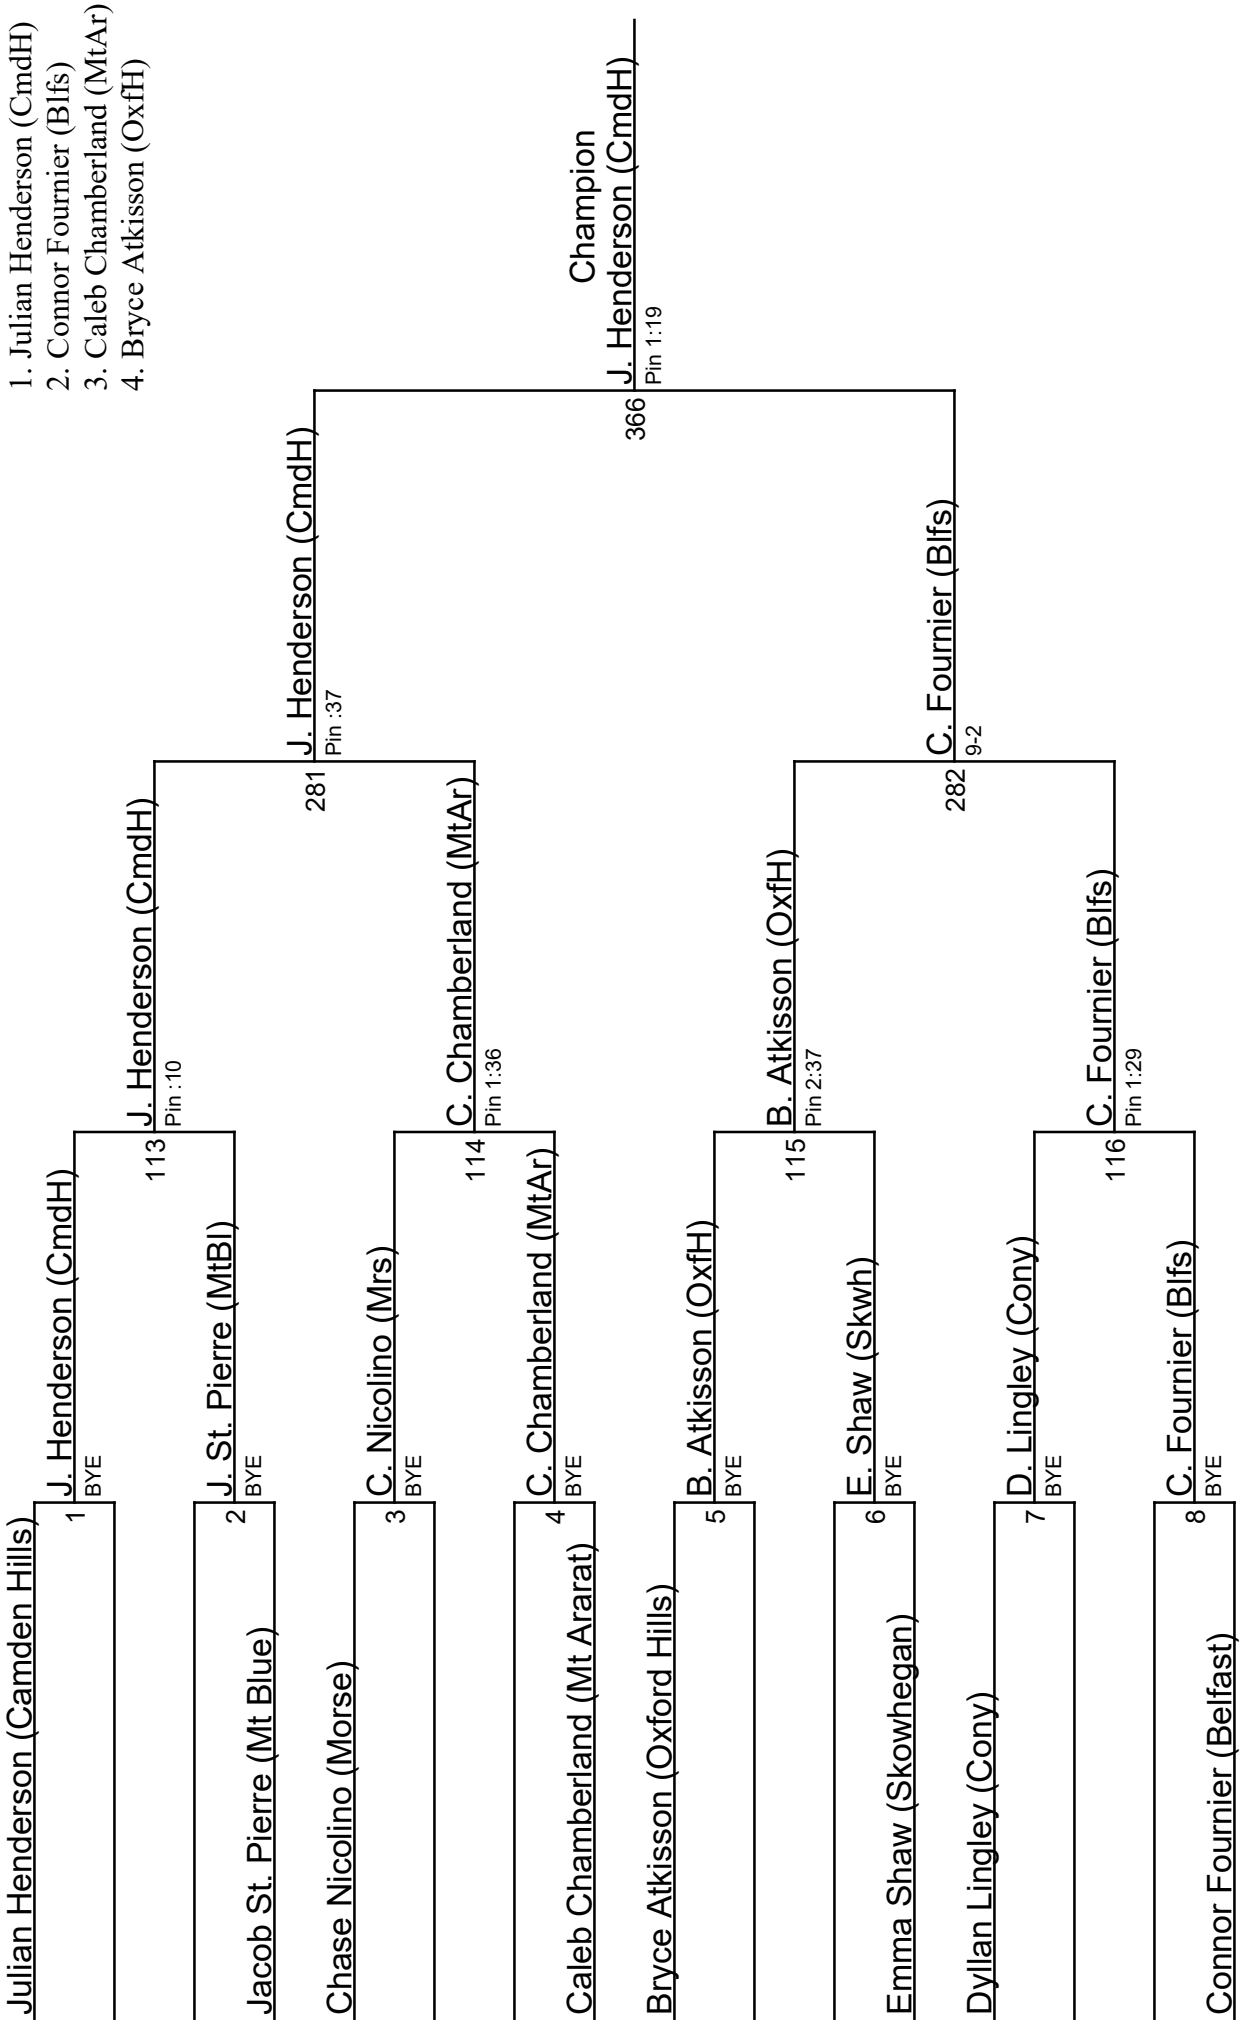 1. Julian Henderson (CmdH)
2. Connor Fournier (Blfs)
3. Caleb Chamberland (MtAr)
4. Bryce Atkisson (OxfH)
Julian Henderson (Camden Hills)
1
J. Henderson (CmdH)
BYE
Jacob St. Pierre (Mt Blue)
2
J. St. Pierre (MtBl)
BYE
Chase Nicolino (Morse)
3
C. Nicolino (Mrs)
BYE
Caleb Chamberland (Mt Ararat)
4
C. Chamberland (MtAr)
BYE
Bryce Atkisson (Oxford Hills)
5
B. Atkisson (OxfH)
BYE
Emma Shaw (Skowhegan)
6
E. Shaw (Skwh)
BYE
Dyllan Lingley (Cony)
7
D. Lingley (Cony)
BYE
Connor Fournier (Belfast)
8
C. Fournier (Blfs)
BYE
113
J. Henderson (CmdH)
Pin :10
114
C. Chamberland (MtAr)
Pin 1:36
115
B. Atkisson (OxfH)
Pin 2:37
116
C. Fournier (Blfs)
Pin 1:29
281
J. Henderson (CmdH)
Pin :37
282
C. Fournier (Blfs)
9-2
366
Champion
J. Henderson (CmdH)
Pin 1:19